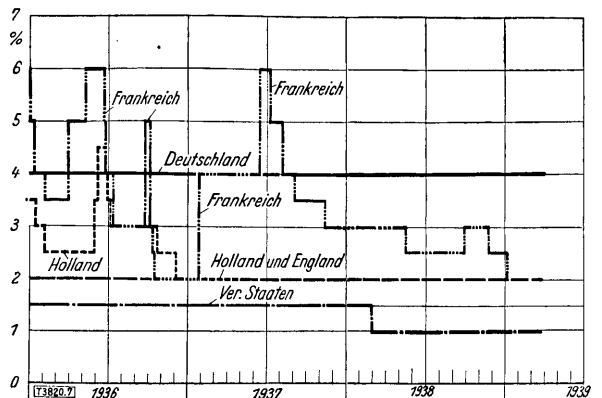 7
%
6
5
4
3
2
1
0
Frankreich
Frankreich
Deutschland
Frankreich
Holland
Holland und England
Ver. Staaten
T3820.7
1936
1937
1938
1939